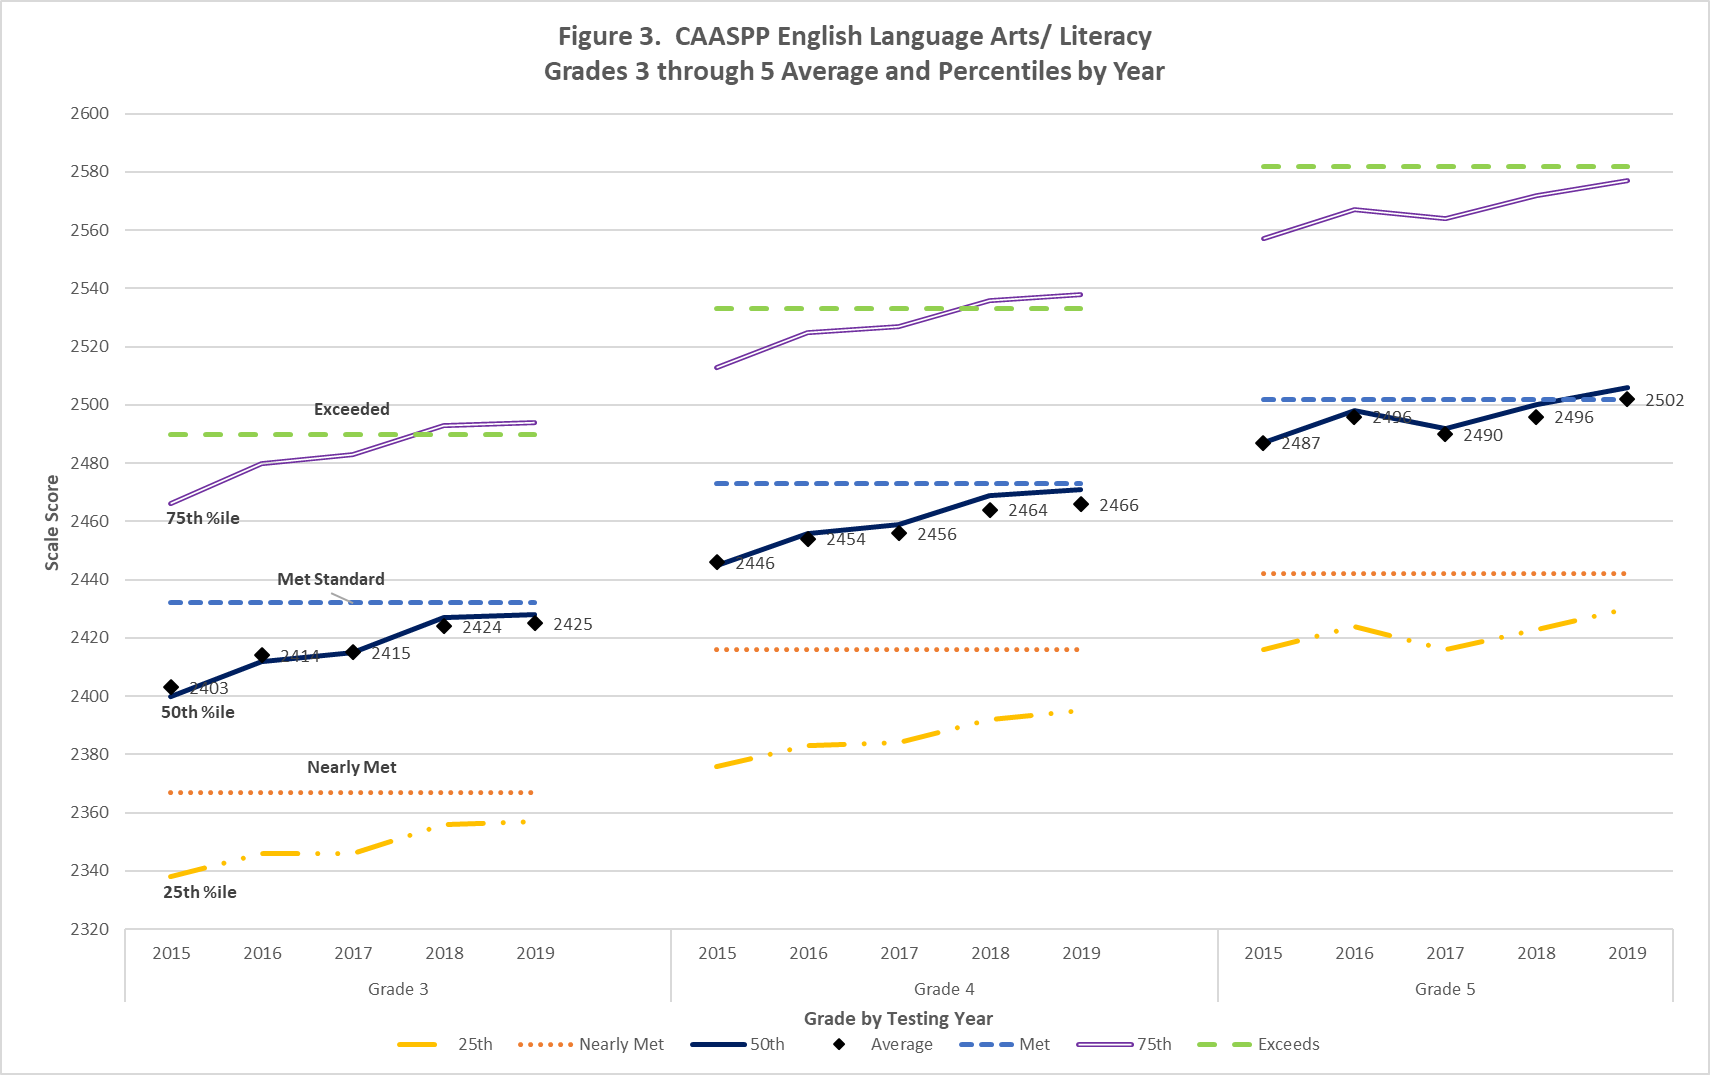 Figure 3.  CAASPP English Language Arts/ Literacy
Grades 3 through 5 Average and Percentiles by Year
2600
2580
2560
2540
2520
2500
2480
2460
2440
2420
2400
2380
2360
2340
2320
Scale Score
Exceeded
75th %ile
Met Standard
50th %ile
Nearly Met
25th %ile
2403
2414
2415
2424
2425
2446
2454
2456
2464
2466
2487
2496
2490
2496
2502
2015 2016 2017 2018 2019 2015 2016 2017 2018 2019 2015 2016 2017 2018 2019
Grade 3 Grade 4 Grade 5
Grade by Testing Year
25th Nearly Met 50th Average Met 75th Exceeds